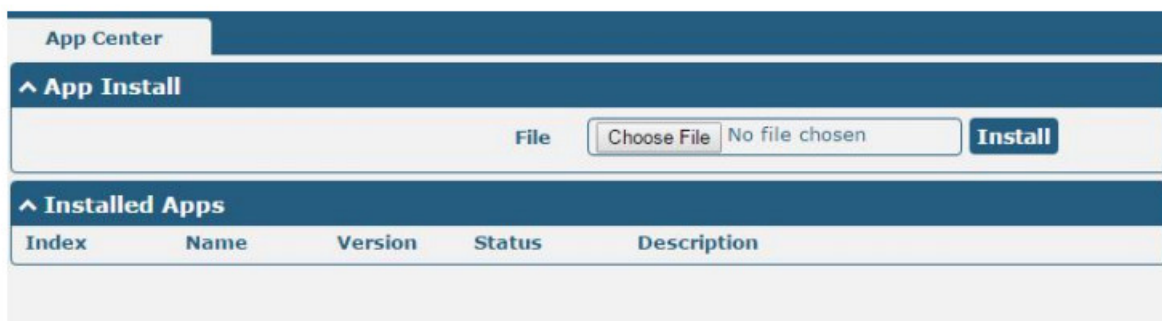 App Center
App Install
File Choose File No file chosen Install
Installed Apps
Index Name Version Status Description